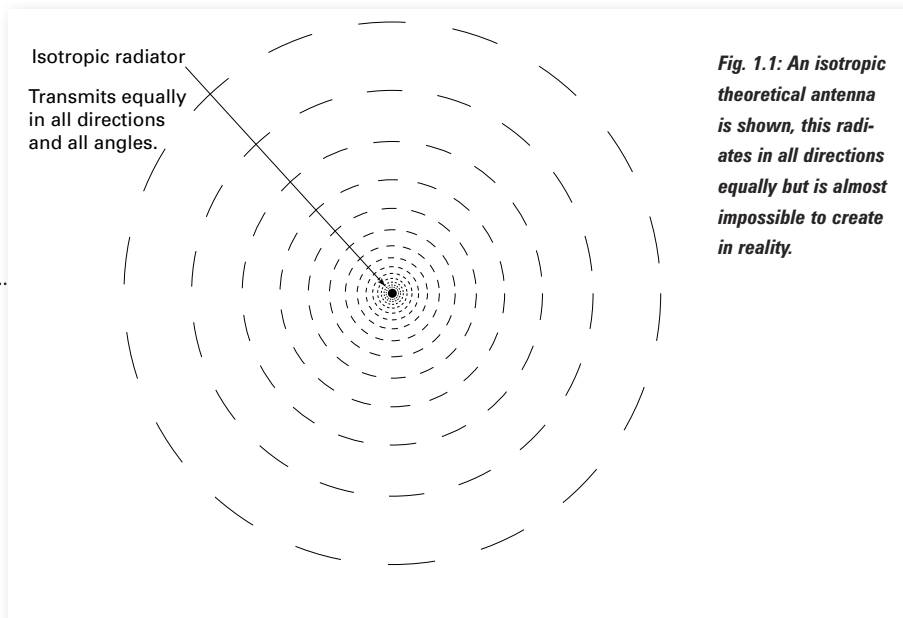 Isotropic radiator
Transmits equally
in all directions
and all angles.
Fig. 1.1: An isotropic
theoretical antenna
is shown, this radi-
ates in all directions
equally but is almost
impossible to create
in reality.
..